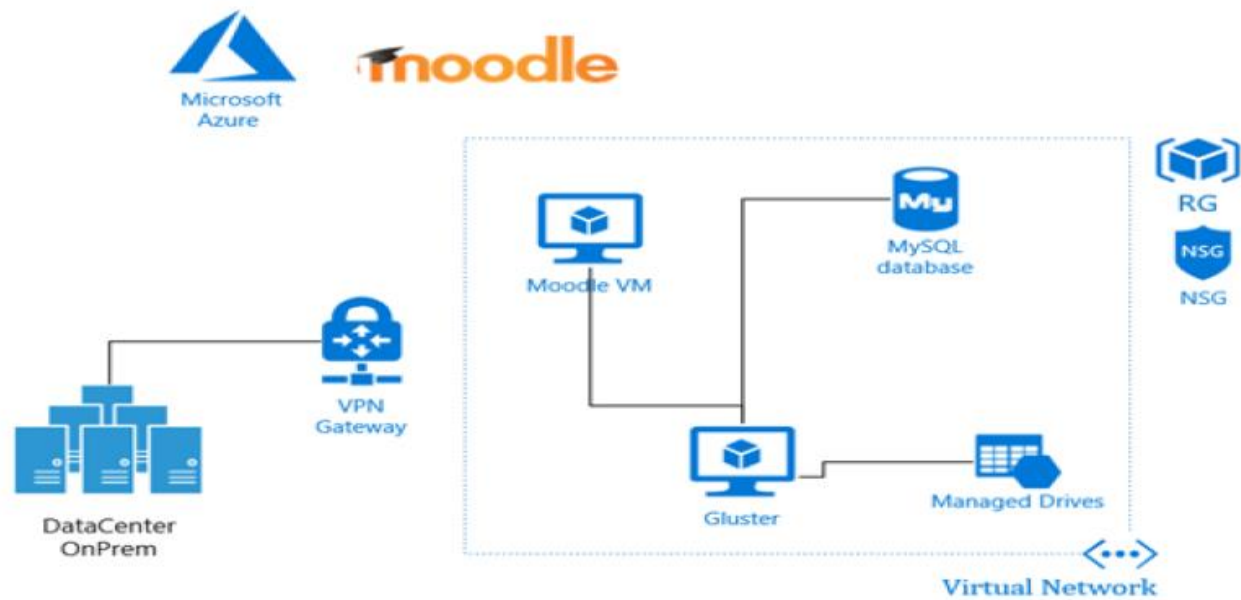 Microsoft
Azure
moodle
Moodle VM
My
MySQL
database
RG
NSG
NSG
VPN
Gateway
DataCenter
OnPrem
Gluster
Managed Drives
Virtual Network